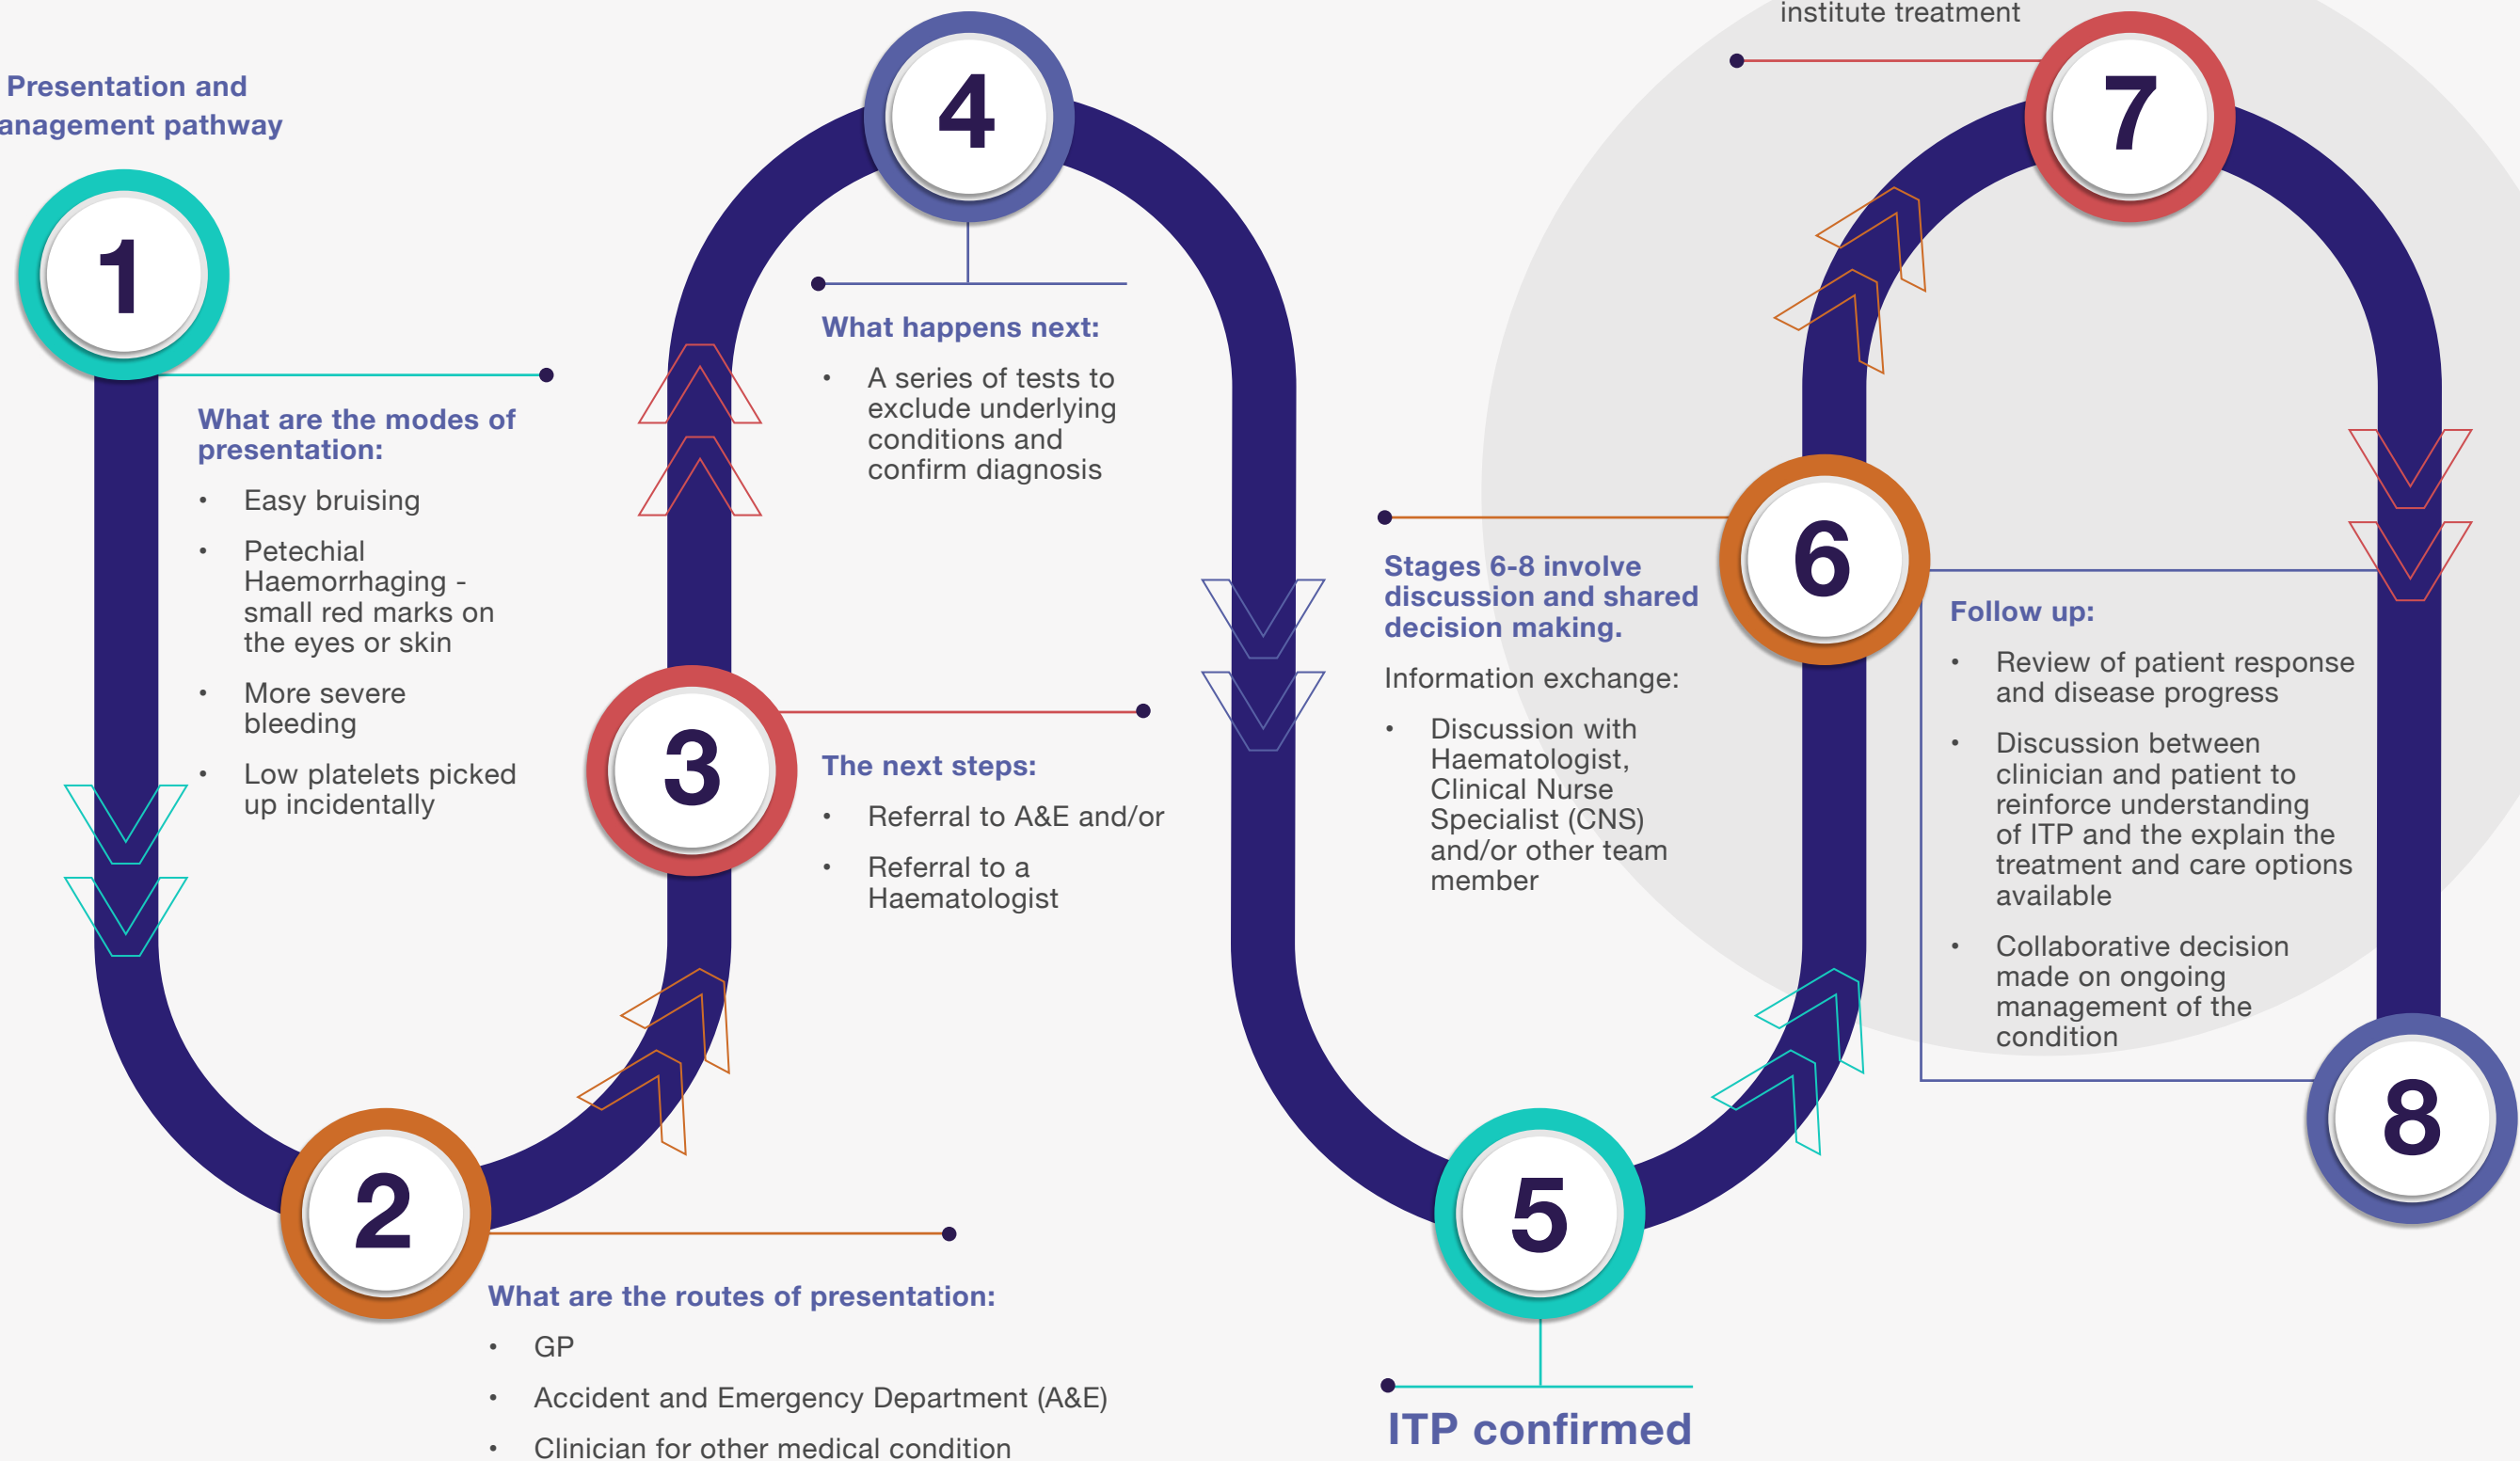 Presentation and
anagement pathway
1
What are the modes of
presentation:
• Easy bruising
• Petechial
Haemorrhaging -
small red marks on
the eyes or skin
• More severe
bleeding
• Low platelets picked
up incidentally
2
What are the routes of presentation:
• GP
• Accident and Emergency Department (A&E)
• Clinician for other medical condition
3
The next steps:
• Referral to A&E and/or
• Referral to a
Haematologist
4
What happens next:
• A series of tests to
exclude underlying
conditions and
confirm diagnosis
5
ITP confirmed
6
Stages 6-8 involve
discussion and shared
decision making.
Information exchange:
• Discussion with
Haematologist,
Clinical Nurse
Specialist (CNS)
and/or other team
member
institute treatment
7
Follow up:
• Review of patient response
and disease progress
• Discussion between
clinician and patient to
reinforce understanding
of ITP and the explain the
treatment and care options
available
• Collaborative decision
made on ongoing
management of the
condition
8